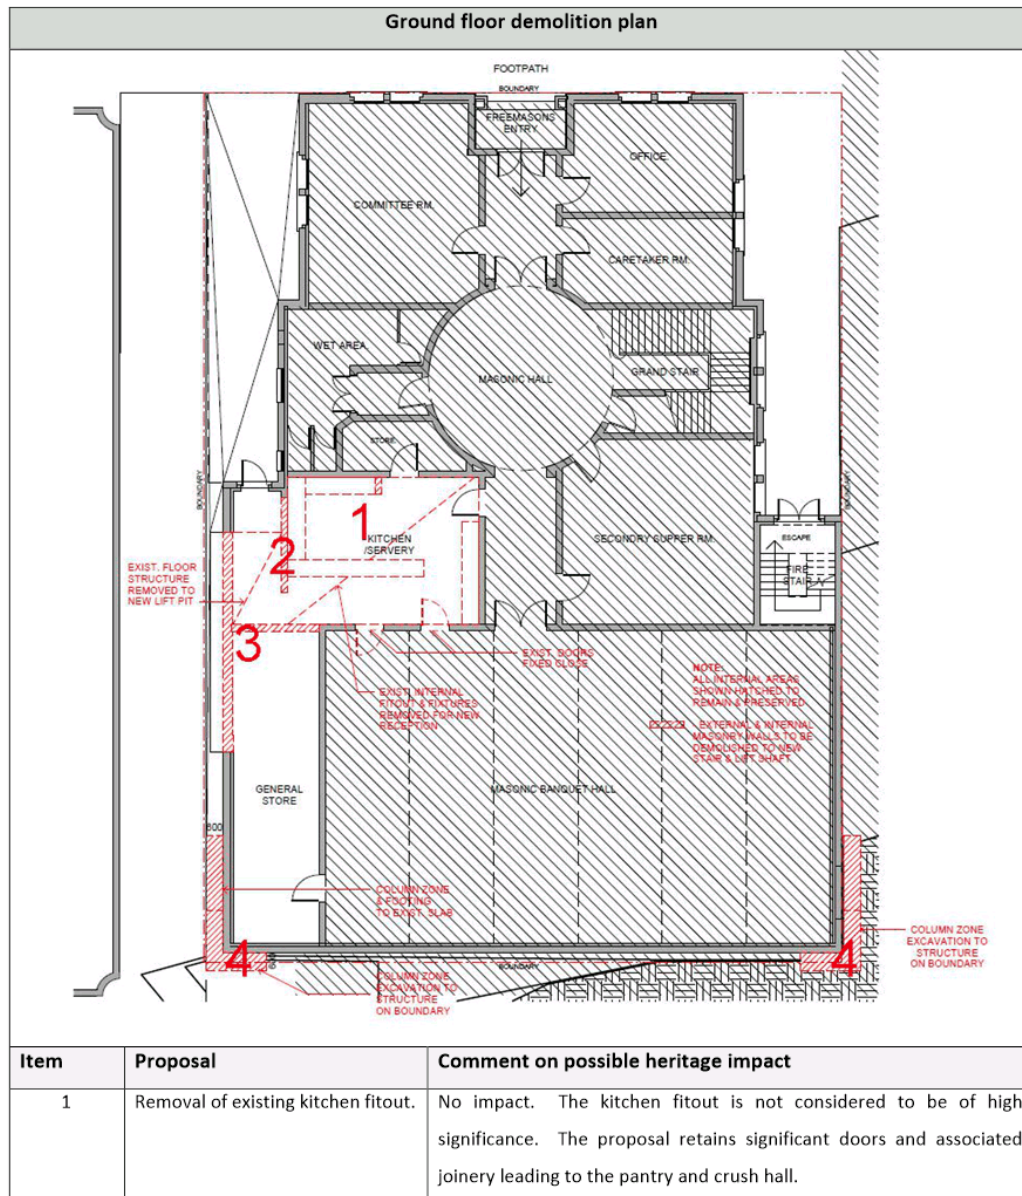 Ground floor demolition plan
FOOTPATH
BOUNDARY
FREEMASONS
ENTRY
OFFICE.
COMMITTEE RM.
CARETAKER RM.
WET AREA.
MASONIC HALL
GRAND STAIR
STORE
BOUNDARY
BOUNDARY
1
KITCHEN
/SERVERY
2
SECONDRY SUPPER RM.
ESCAPE
FIRE
STAIR
EXIST. FLOOR
STRUCTURE
REMOVED TO
NEW LIFT PIT
3
EXIST. DOORS
FIXED CLOSE
EXIST. INTERNAL
FITOUT & FIXTURES
REMOVED FOR NEW
RECEPTION
NOTE:
ALL INTERNAL AREAS
SHOWN HATCHED TO
REMAIN & PRESERVED
EXTERNAL & INTERNAL
MASONRY WALLS TO BE
DEMOLISHED TO NEW
STAIR & LIFT SHAFT
GENERAL
STORE
MASONIC BANQUET HALL
600
COLUMN ZONE
& FOOTING
TO EXIST. SLAB
COLUMN ZONE
EXCAVATION TO
STRUCTURE
ON BOUNDARY
4
4
BOUNDARY
COLUMN ZONE
EXCAVATION TO
STRUCTURE
ON BOUNDARY
Item Proposal Comment on possible heritage impact
1 Removal of existing kitchen fitout. No impact. The kitchen fitout is not considered to be of high
significance. The proposal retains significant doors and associated
joinery leading to the pantry and crush hall.